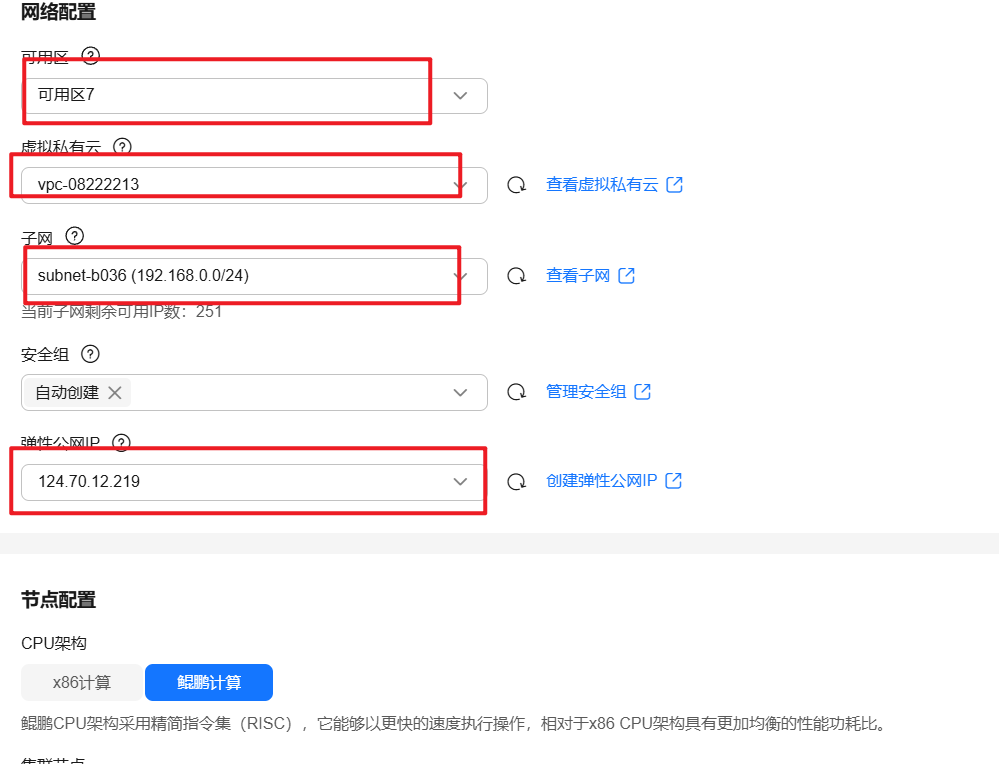 网络配置
可用区
可用区7
虚拟私有云
vpc-08222213
查看虚拟私有云
子网
subnet-b036 (192.168.0.0/24)
查看子网
当前子网剩余可用IP数：251
安全组
自动创建
管理安全组
弹性公网IP
124.70.12.219
创建弹性公网IP
节点配置
CPU架构
x86计算
鲲鹏计算
鲲鹏CPU架构采用精简指令集（RISC），它能够以更快的速度执行操作，相对于x86 CPU架构具有更加均衡的性能功耗比。
集群节点